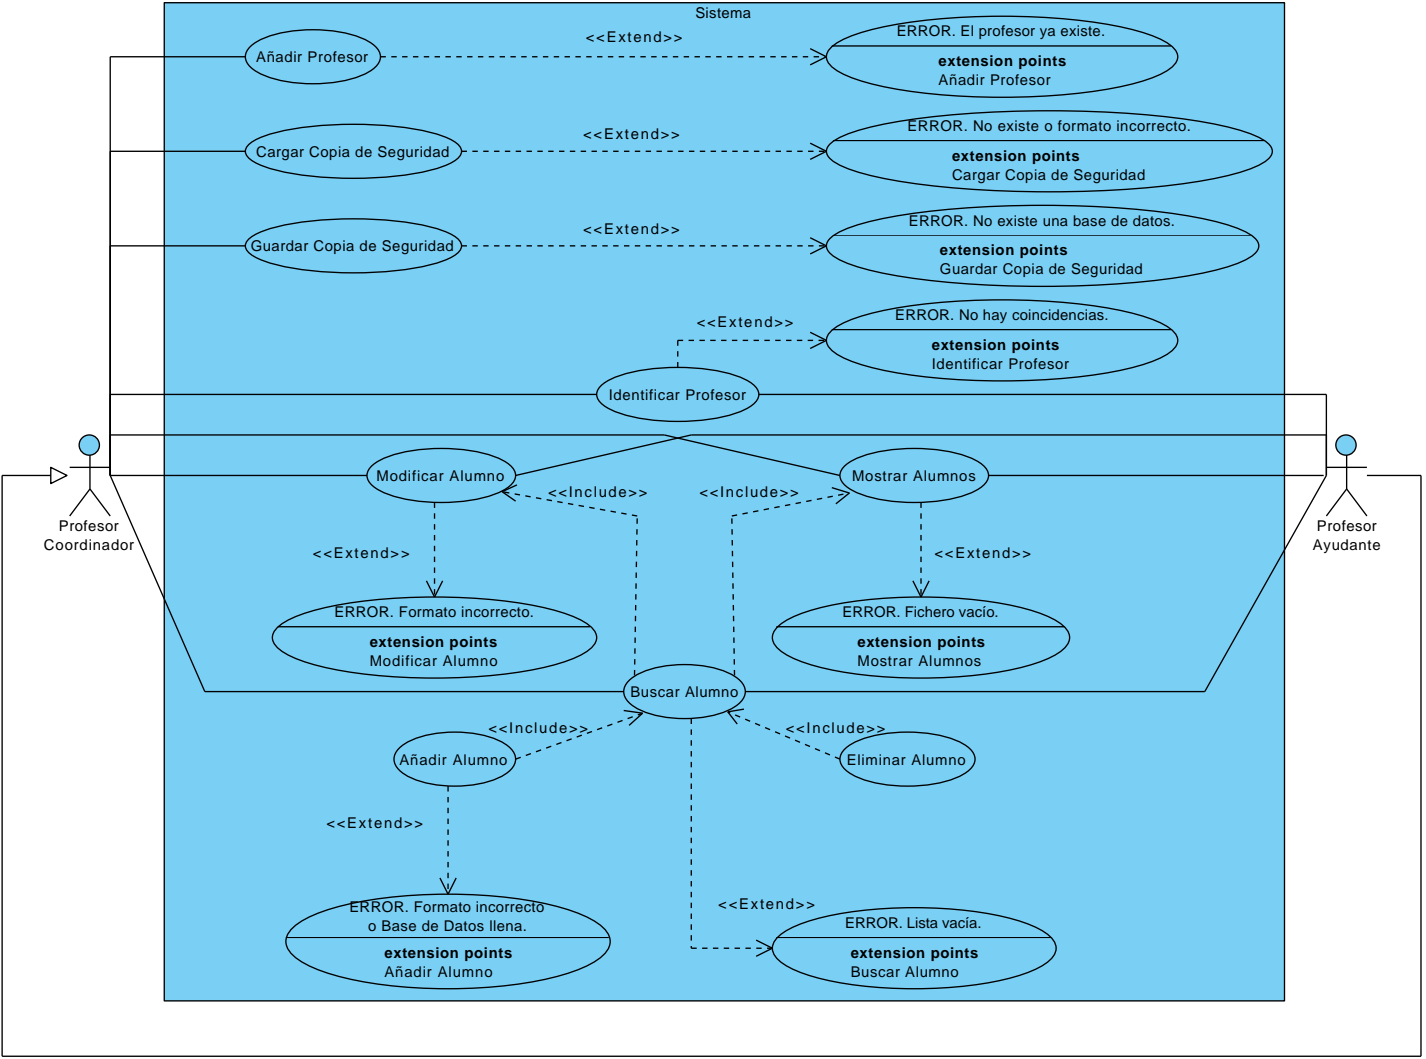 Sistema
Añadir Profesor
<<Extend>>
ERROR. El profesor ya existe.
extension points
Añadir Profesor
Cargar Copia de Seguridad
<<Extend>>
ERROR. No existe o formato incorrecto.
extension points
Cargar Copia de Seguridad
Guardar Copia de Seguridad
<<Extend>>
ERROR. No existe una base de datos.
extension points
Guardar Copia de Seguridad
<<Extend>>
ERROR. No hay coincidencias.
extension points
Identificar Profesor
Identificar Profesor
Profesor
Coordinador
Modificar Alumno
Mostrar Alumnos
Profesor
Ayudante
<<Include>>
<<Include>>
<<Extend>>
<<Extend>>
ERROR. Formato incorrecto.
extension points
Modificar Alumno
ERROR. Fichero vacío.
extension points
Mostrar Alumnos
Buscar Alumno
<<Include>>
<<Include>>
Añadir Alumno
Eliminar Alumno
<<Extend>>
<<Extend>>
ERROR. Formato incorrecto
o Base de Datos llena.
extension points
Añadir Alumno
ERROR. Lista vacía.
extension points
Buscar Alumno